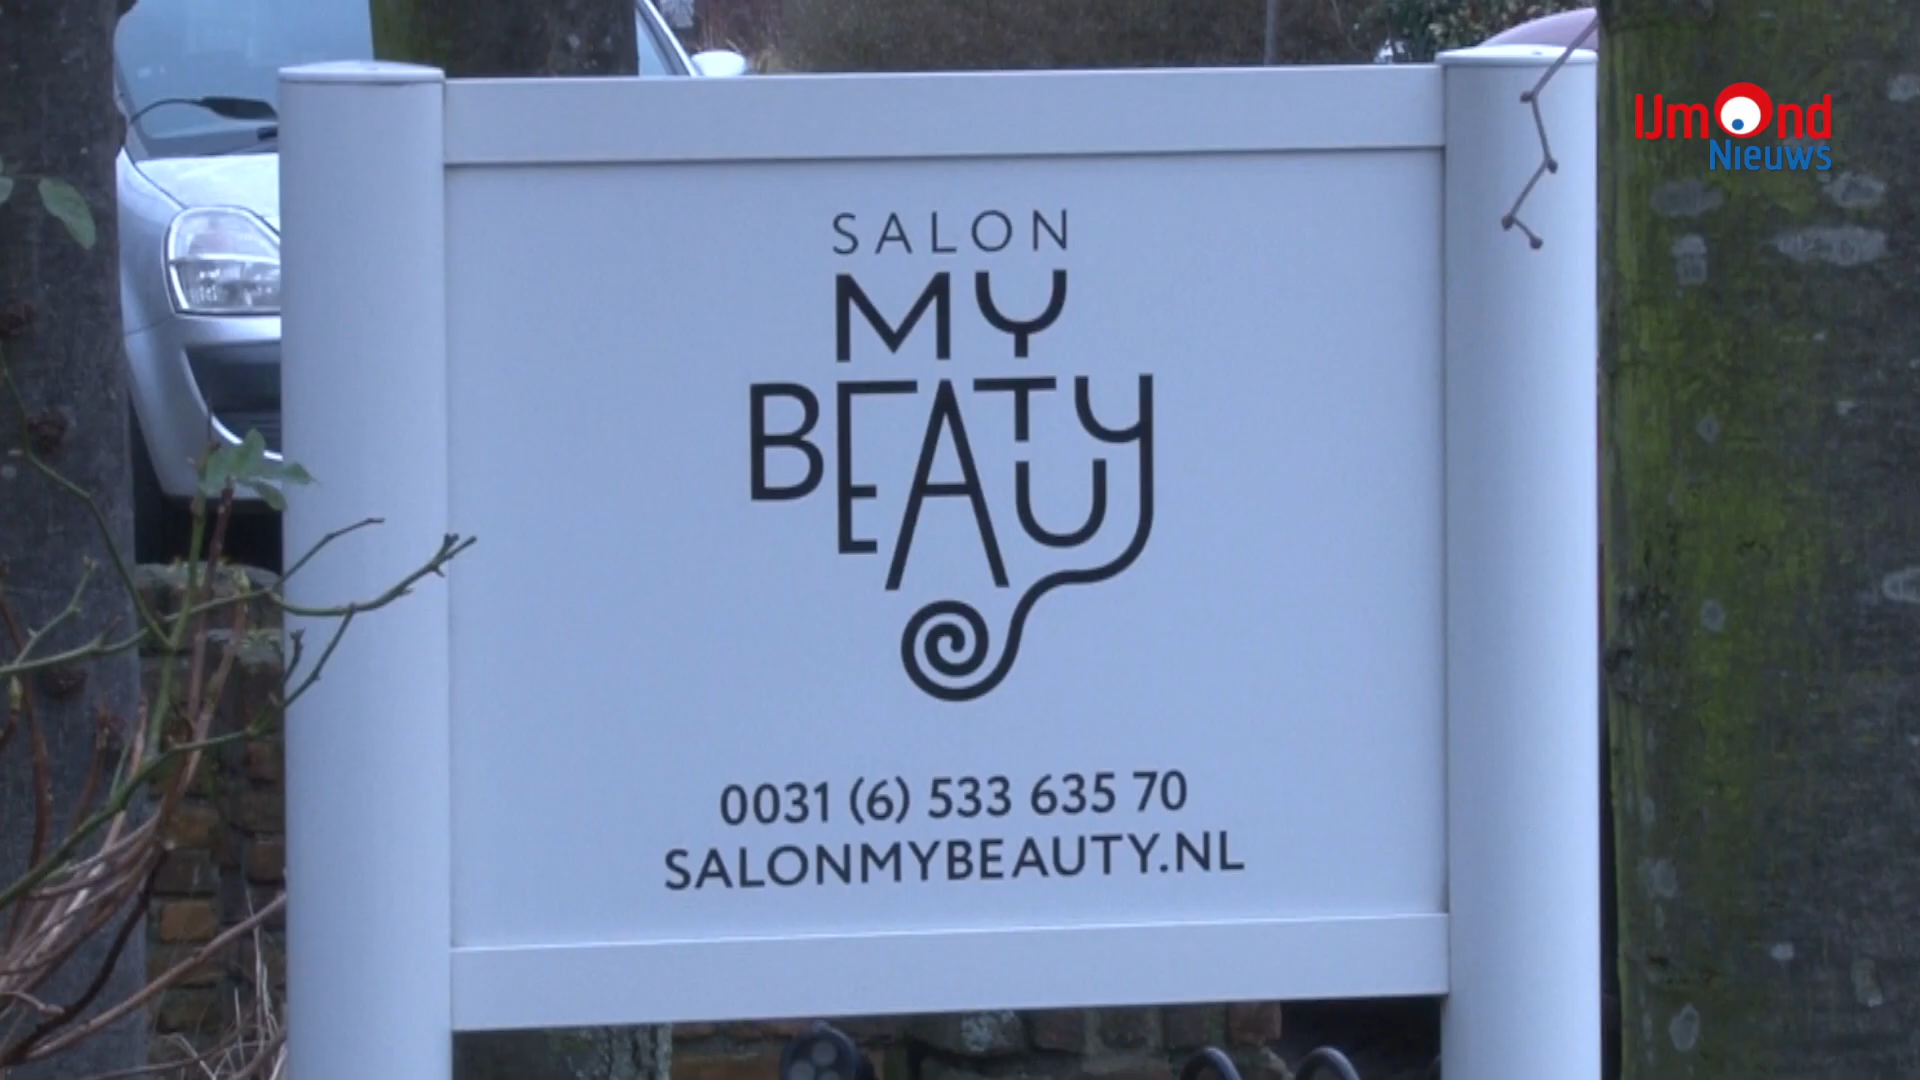 IJmond
Nieuws
SALON
MY
BEAUTY
0031 (6) 533 635 70
SALONMYBEAUTY.NL